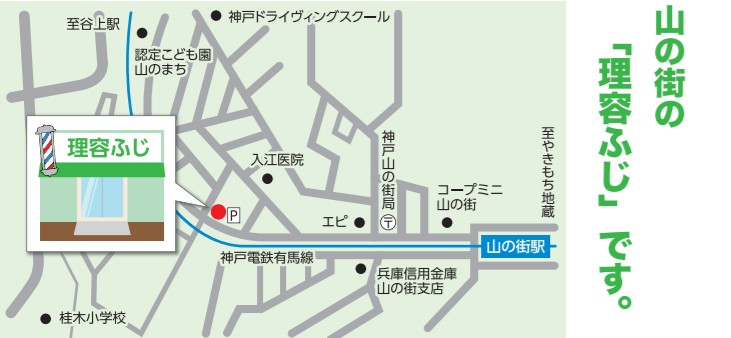 山の街の
「理容ふじ」です。
至谷上駅
神戸ドライヴィングスクール
認定こども園
山のまち
理容ふじ
入江医院
神戸山の街局
〒
至やきもち地蔵
コープミニ
山の街
エピ
P
山の街駅
神戸電鉄有馬線
兵庫信用金庫
山の街支店
桂木小学校